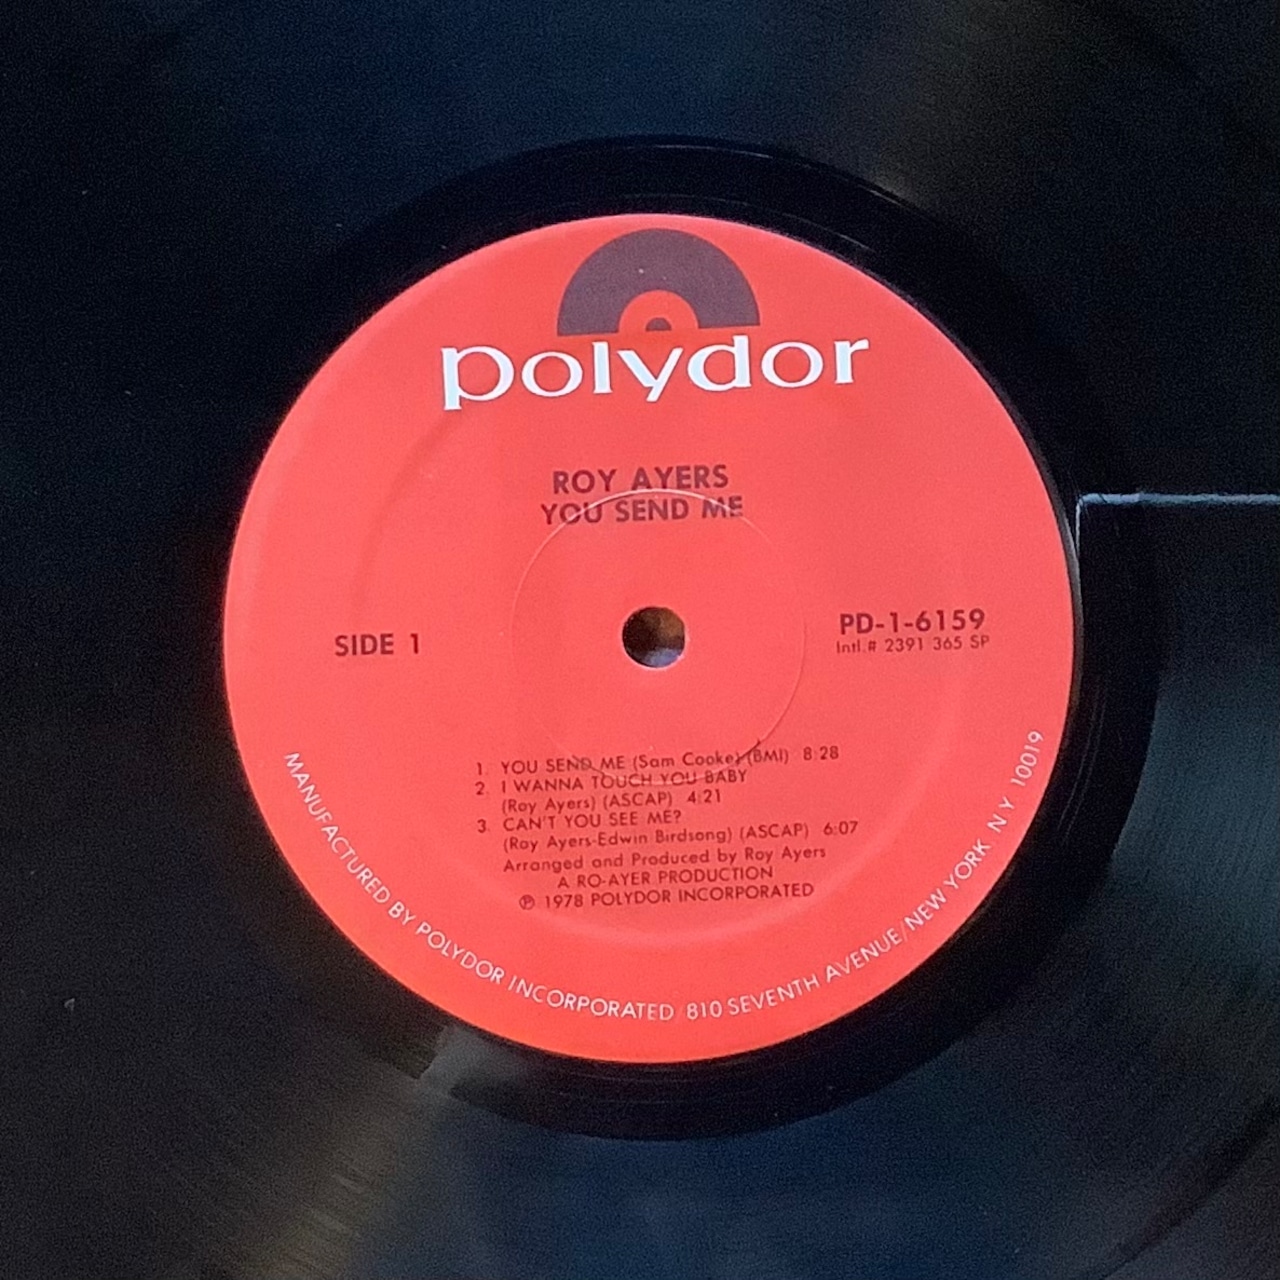 polydor
ROY AYERS
YOU SEND ME
SIDE 1
PD-1-6159
Intl.# 2391 365 SP
1. YOU SEND ME (Sam Cooke) (BMI) 8:28
2. I WANNA TOUCH YOU BABY
(Roy Ayers) (ASCAP) 4:21
3. CAN'T YOU SEE ME?
(Roy Ayers-Edwin Birdsong) (ASCAP) 6:07
Arranged and Produced by Roy Ayers
A RO-AYER PRODUCTION
℗ 1978 POLYDOR INCORPORATED
MANUFACTURED BY POLYDOR INCORPORATED/810 SEVENTH AVENUE/NEW YORK N Y 10019